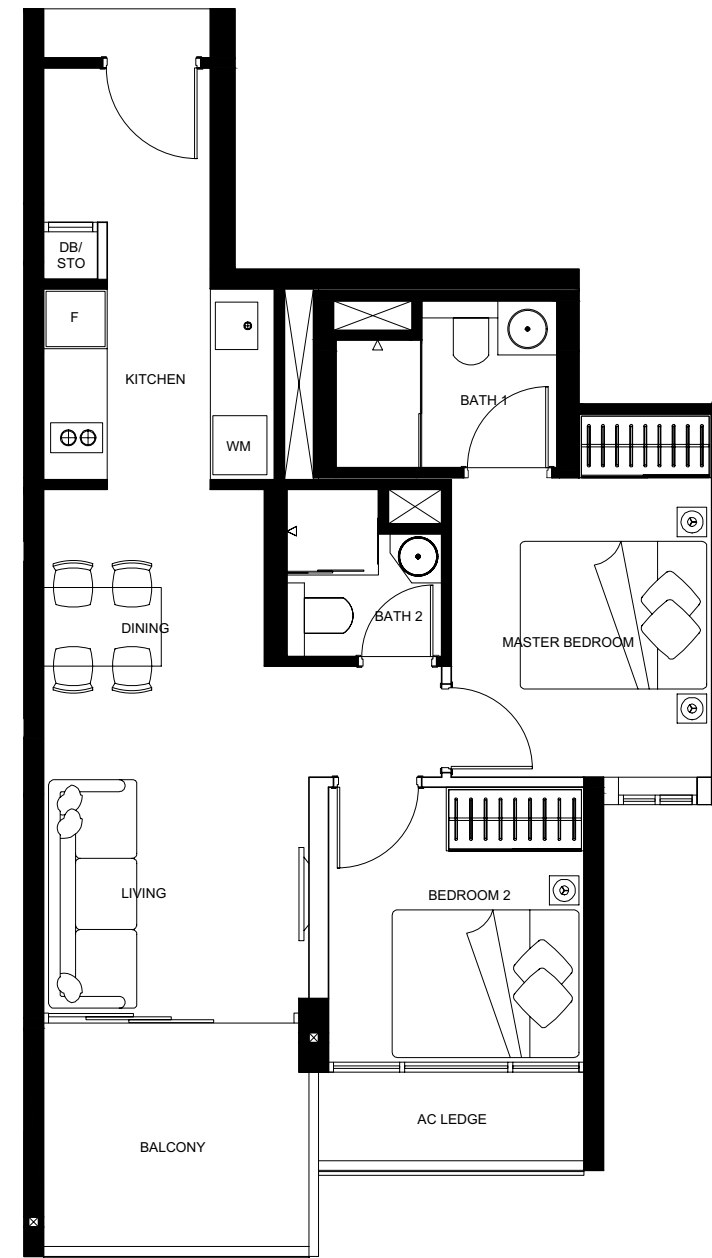 DB/
STO
F
KITCHEN
WM
BATH 1
BATH 2
DINING
MASTER BEDROOM
LIVING
BEDROOM 2
AC LEDGE
BALCONY